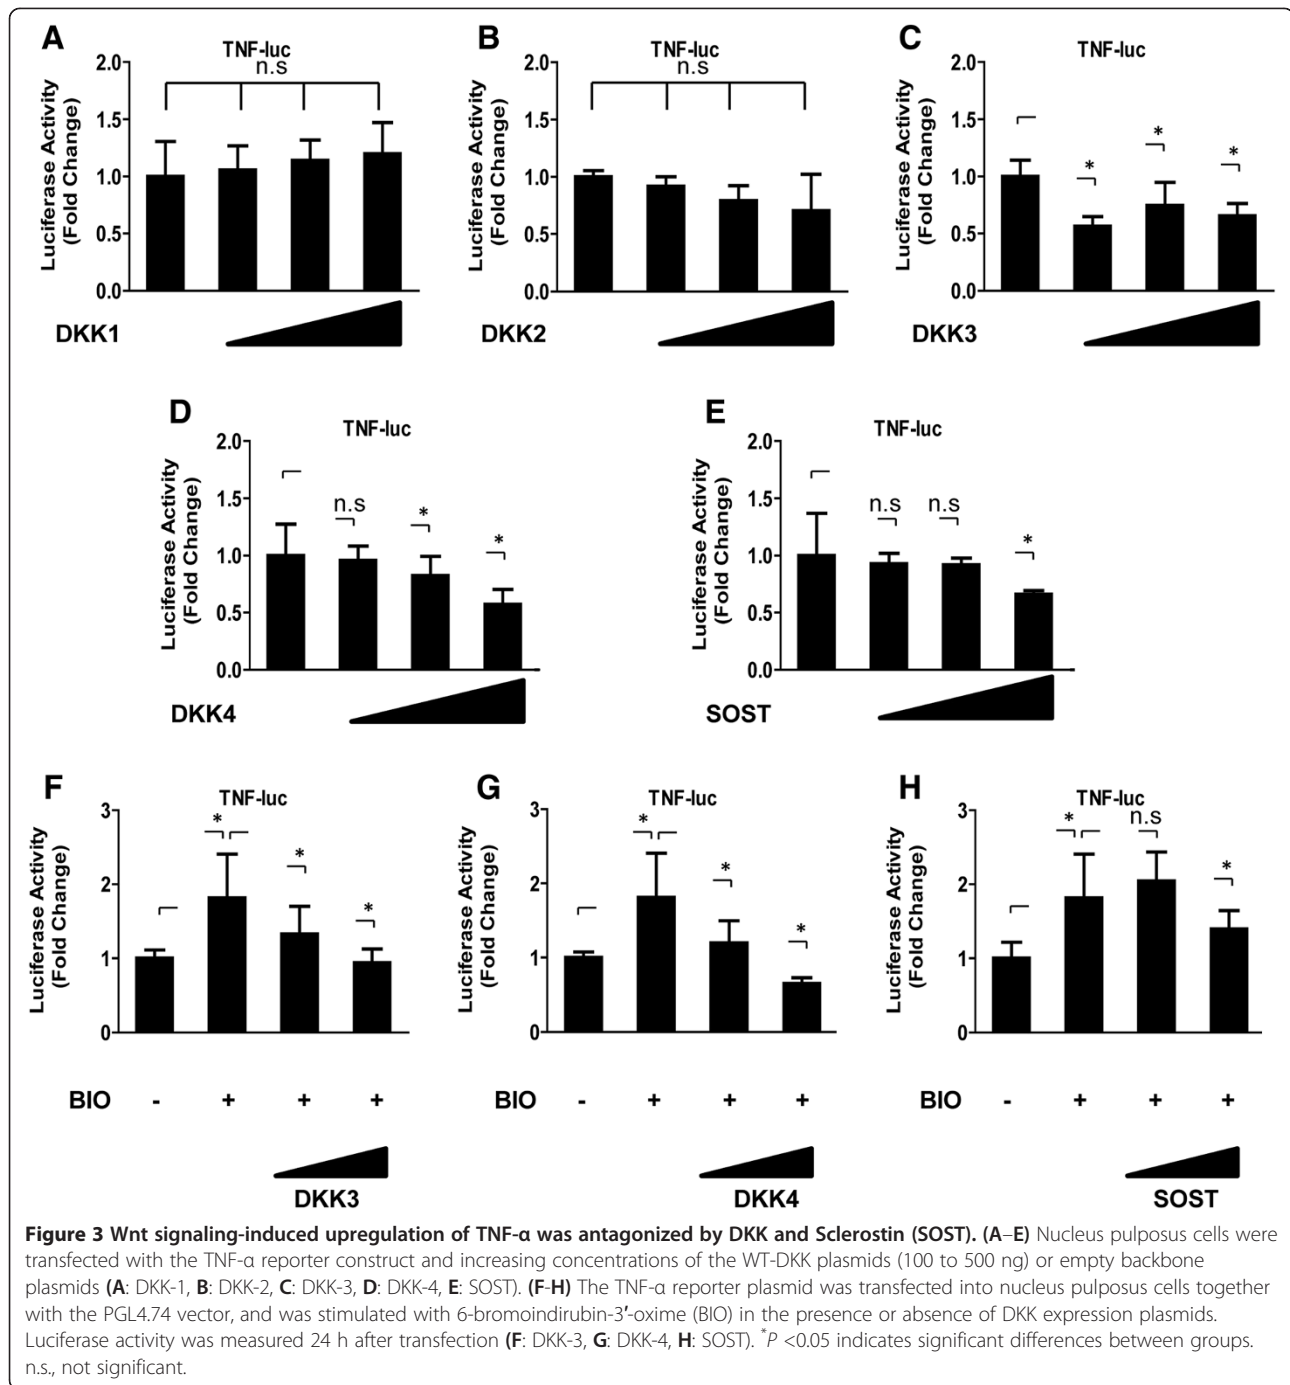 A
TNF-luc
n.s
Luciferase Activity
(Fold Change)
2.0
1.5
1.0
0.5
0.0
DKK1
B
TNF-luc
n.s
Luciferase Activity
(Fold Change)
2.0
1.5
1.0
0.5
0.0
DKK2
C
TNF-luc
Luciferase Activity
(Fold Change)
2.0
1.5
1.0
0.5
0.0
* * *
DKK3
D
TNF-luc
Luciferase Activity
(Fold Change)
2.0
1.5
1.0
0.5
0.0
n.s * *
DKK4
E
TNF-luc
Luciferase Activity
(Fold Change)
2.0
1.5
1.0
0.5
0.0
n.s n.s *
SOST
F
TNF-luc
Luciferase Activity
(Fold Change)
3
2
1
0
* * *
BIO - + + +
DKK3
G
TNF-luc
Luciferase Activity
(Fold Change)
3
2
1
0
* * *
BIO - + + +
DKK4
H
TNF-luc
Luciferase Activity
(Fold Change)
3
2
1
0
* n.s *
BIO - + + +
SOST
Figure 3 Wnt signaling-induced upregulation of TNF-α was antagonized by DKK and Sclerostin (SOST). (A–E) Nucleus pulposus cells were
transfected with the TNF-α reporter construct and increasing concentrations of the WT-DKK plasmids (100 to 500 ng) or empty backbone
plasmids (A: DKK-1, B: DKK-2, C: DKK-3, D: DKK-4, E: SOST). (F-H) The TNF-α reporter plasmid was transfected into nucleus pulposus cells together
with the PGL4.74 vector, and was stimulated with 6-bromoindirubin-3′-oxime (BIO) in the presence or absence of DKK expression plasmids.
Luciferase activity was measured 24 h after transfection (F: DKK-3, G: DKK-4, H: SOST). *P <0.05 indicates significant differences between groups.
n.s., not significant.